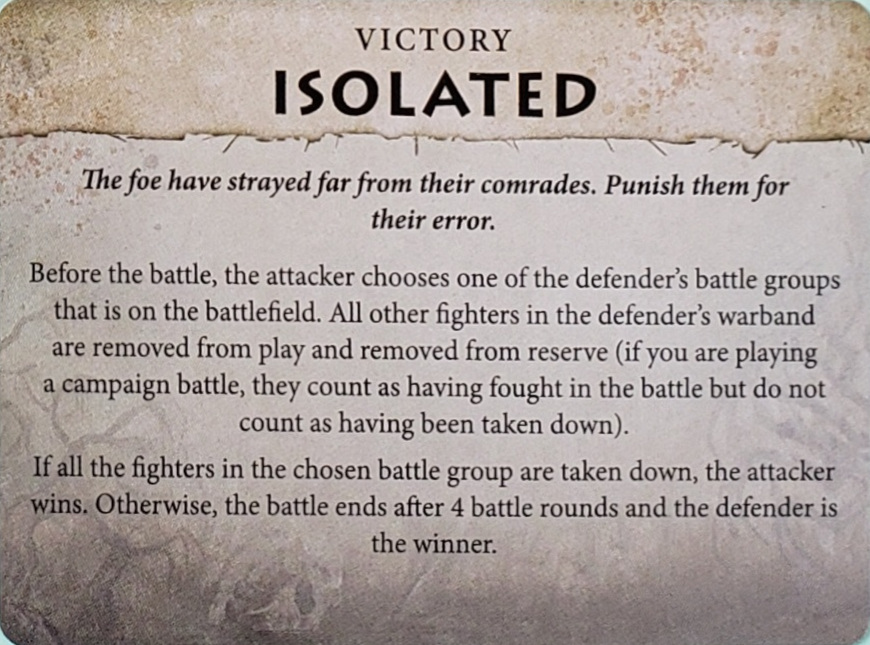 VICTORY
ISOLATED
The foe have strayed far from their comrades. Punish them for
their error.
Before the battle, the attacker chooses one of the defender's battle groups
that is on the battlefield. All other fighters in the defender's warband
are removed from play and removed from reserve (if you are playing
a campaign battle, they count as having fought in the battle but do not
count as having been taken down).
If all the fighters in the chosen battle group are taken down, the attacker
wins. Otherwise, the battle ends after 4 battle rounds and the defender is
the winner.